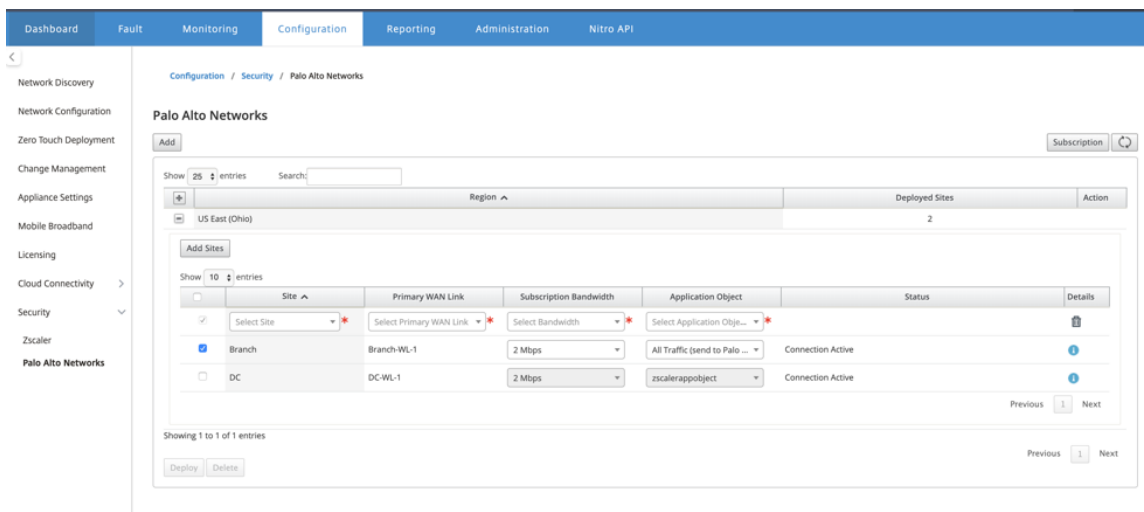 Dashboard Fault Monitoring Configuration Reporting Administration Nitro API
Configuration / Security / Palo Alto Networks
Network Discovery
Network Configuration
Zero Touch Deployment
Change Management
Appliance Settings
Mobile Broadband
Licensing
Cloud Connectivity
Security
Zscaler
Palo Alto Networks
Palo Alto Networks
Add Subscription
Show 25 entries Search:
Region Deployed Sites Action
US East (Ohio) 2
Add Sites
Show 10 entries
Site Primary WAN Link Subscription Bandwidth Application Object Status Details
Select Site * Select Primary WAN Link * Select Bandwidth * Select Application Obje... *
Branch Branch-WL-1 2 Mbps All Traffic (send to Palo ... Connection Active
DC DC-WL-1 2 Mbps zscalerappobject Connection Active
Previous 1 Next
Showing 1 to 1 of 1 entries
Previous 1 Next
Deploy Delete